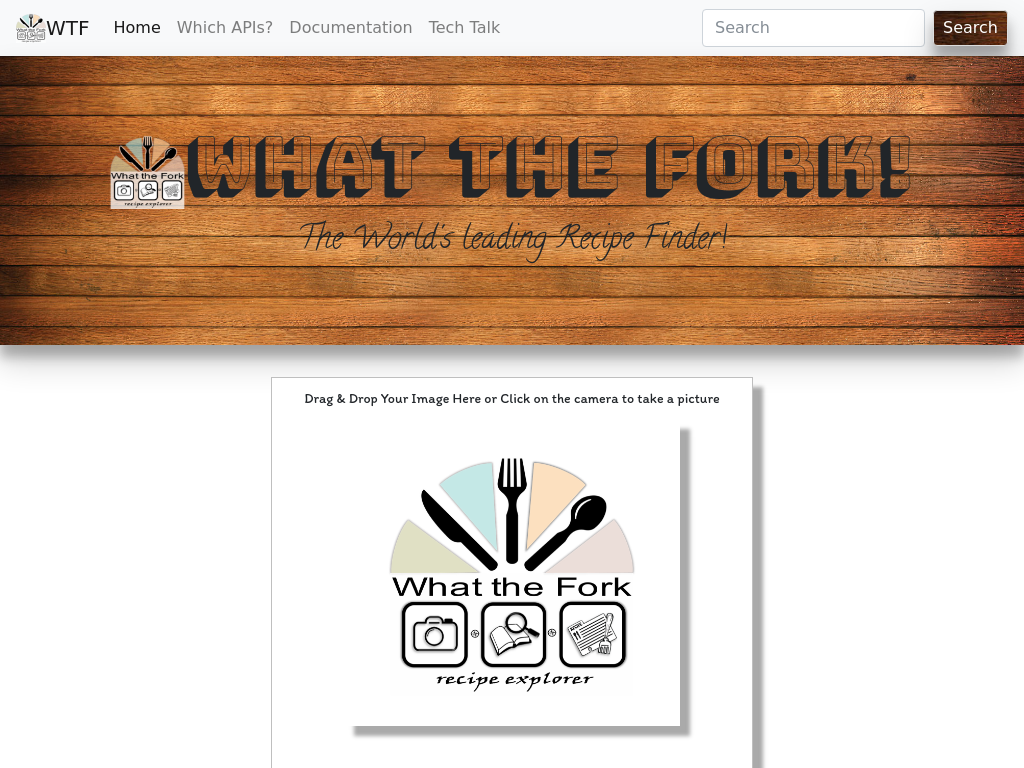 WTF Home Which APIs? Documentation Tech Talk Search Search
What the Fork
recipe explorer
WHAT THE FORK!
The World's leading Recipe Finder!
Drag & Drop Your Image Here or Click on the camera to take a picture
What the Fork
recipe explorer